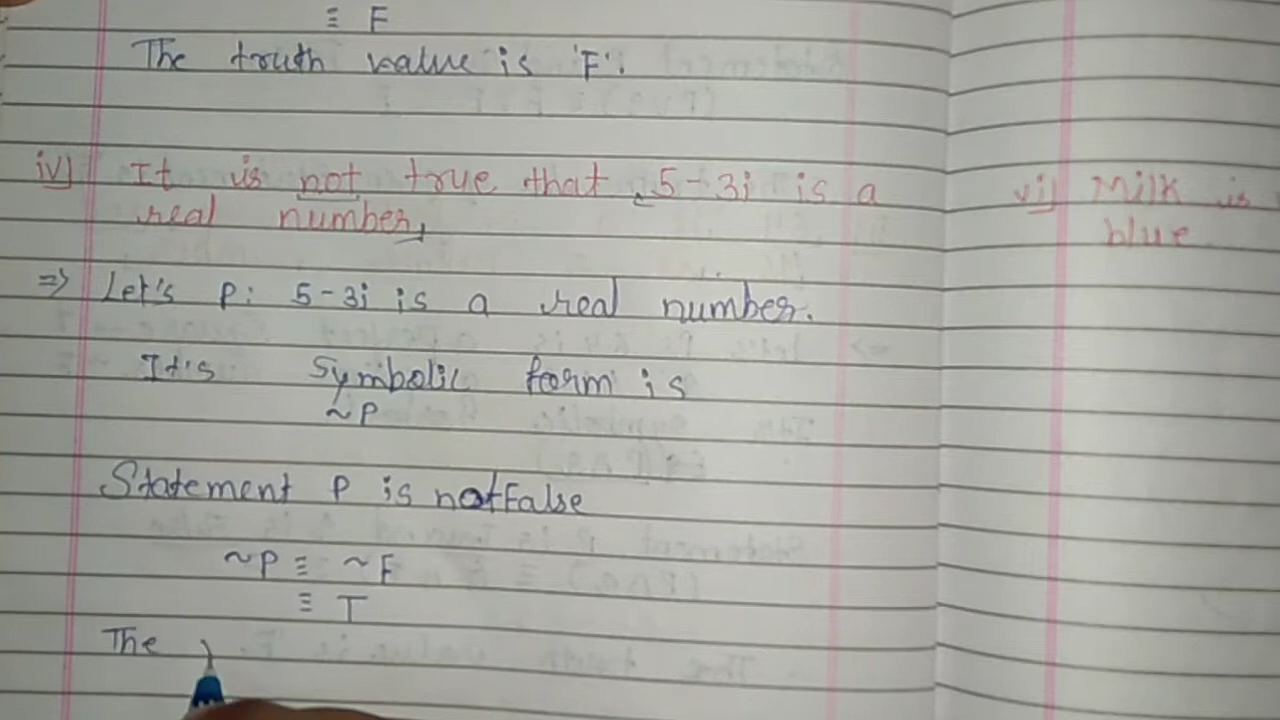 ≡ F
The truth value is 'F'.
iv) It is not true that 5-3i is a
real number,
⇒ Let's p: 5-3i is a real number.
It's symbolic form is
~p
Statement p is not False
~p ≡ ~F
≡ T
The
vi) Milk is
blue